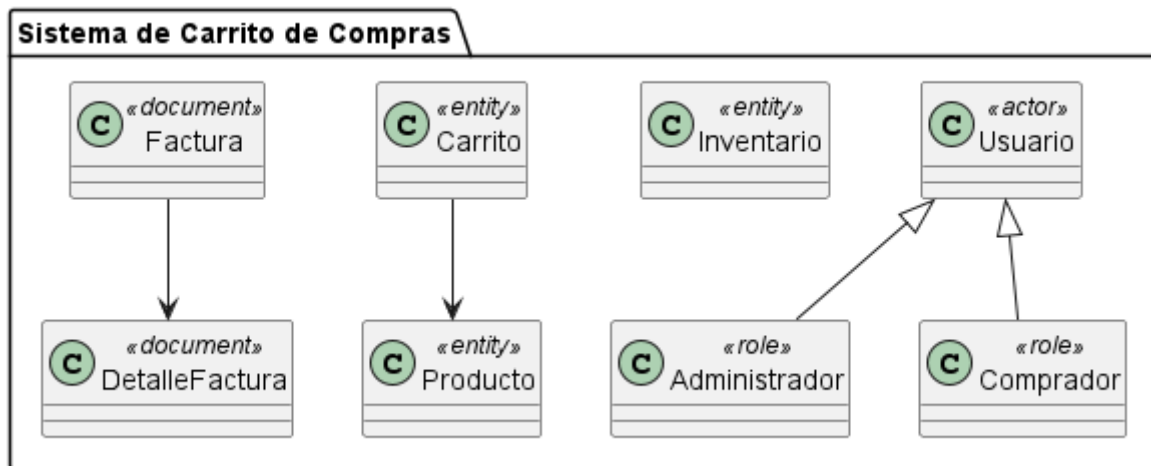 Sistema de Carrito de Compras
C «document» Factura
C «entity» Carrito
C «entity» Inventario
C «actor» Usuario
C «document» DetalleFactura
C «entity» Producto
C «role» Administrador
C «role» Comprador